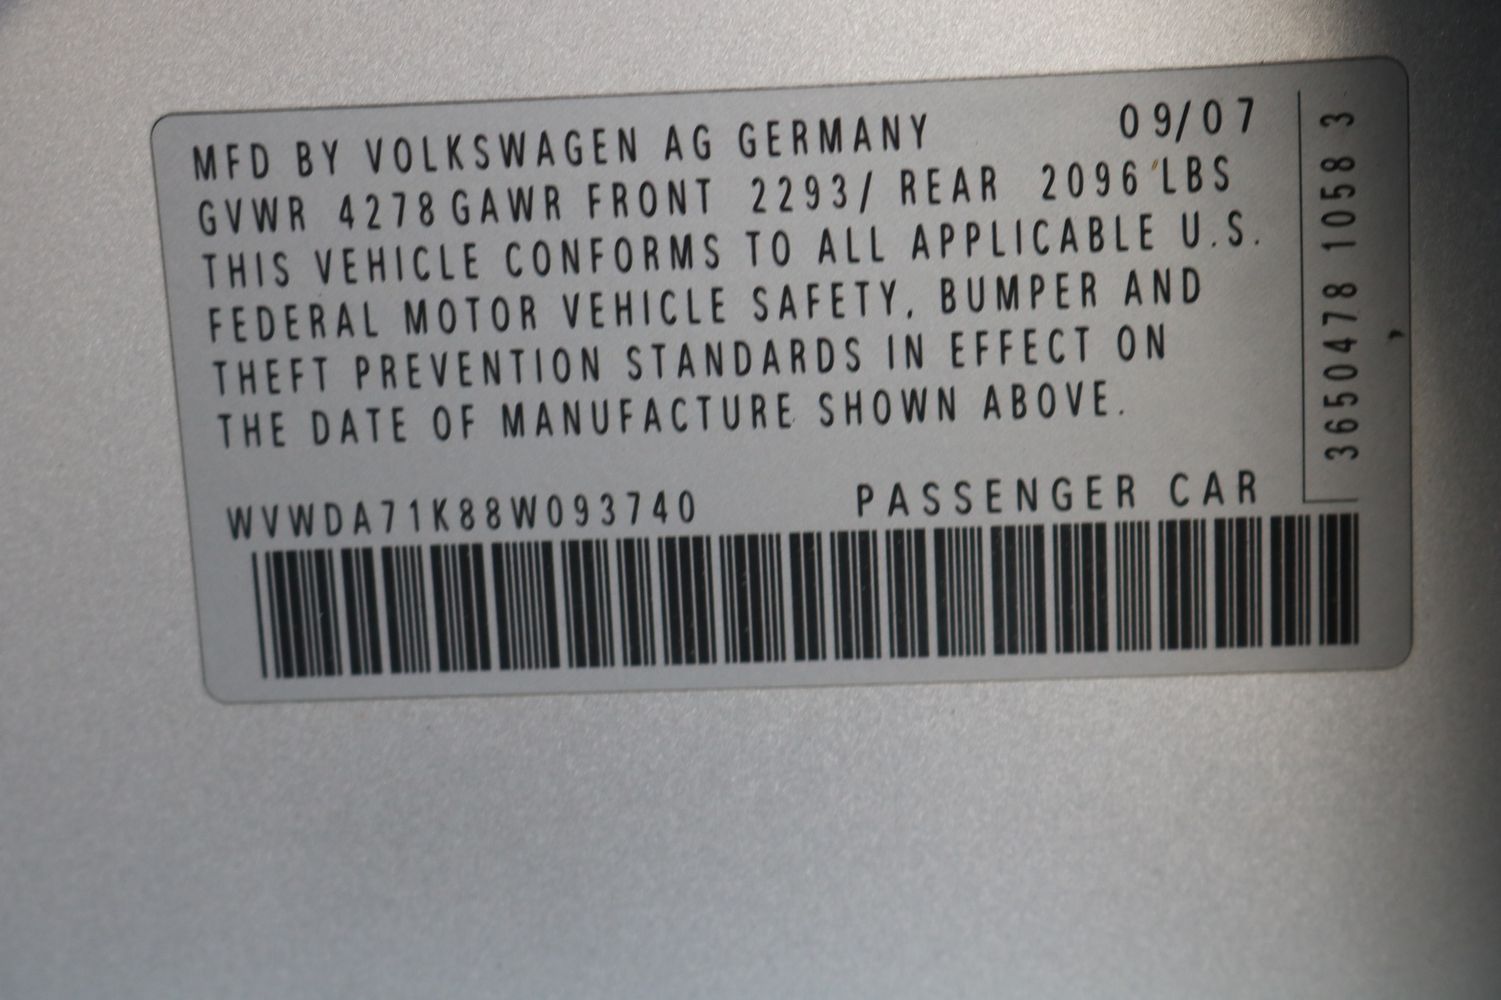 MFD BY VOLKSWAGEN AG GERMANY 09/07
GVWR 4278 GAWR FRONT 2293/ REAR 2096 LBS
THIS VEHICLE CONFORMS TO ALL APPLICABLE U.S.
FEDERAL MOTOR VEHICLE SAFETY, BUMPER AND
THEFT PREVENTION STANDARDS IN EFFECT ON
THE DATE OF MANUFACTURE SHOWN ABOVE.
WVWDA71K88W093740 PASSENGER CAR
3650478 1058 3